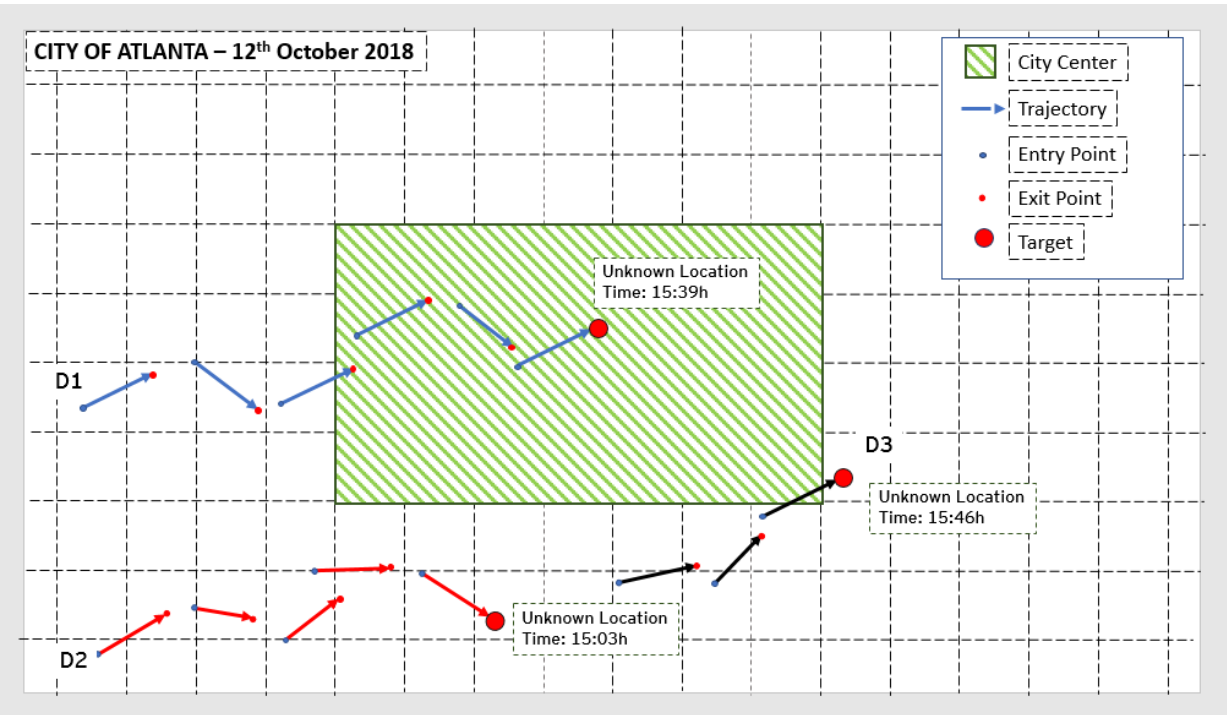 CITY OF ATLANTA – 12th October 2018
City Center
Trajectory
Entry Point
Exit Point
Target
Unknown Location
Time: 15:39h
D1
D3
Unknown Location
Time: 15:46h
Unknown Location
Time: 15:03h
D2